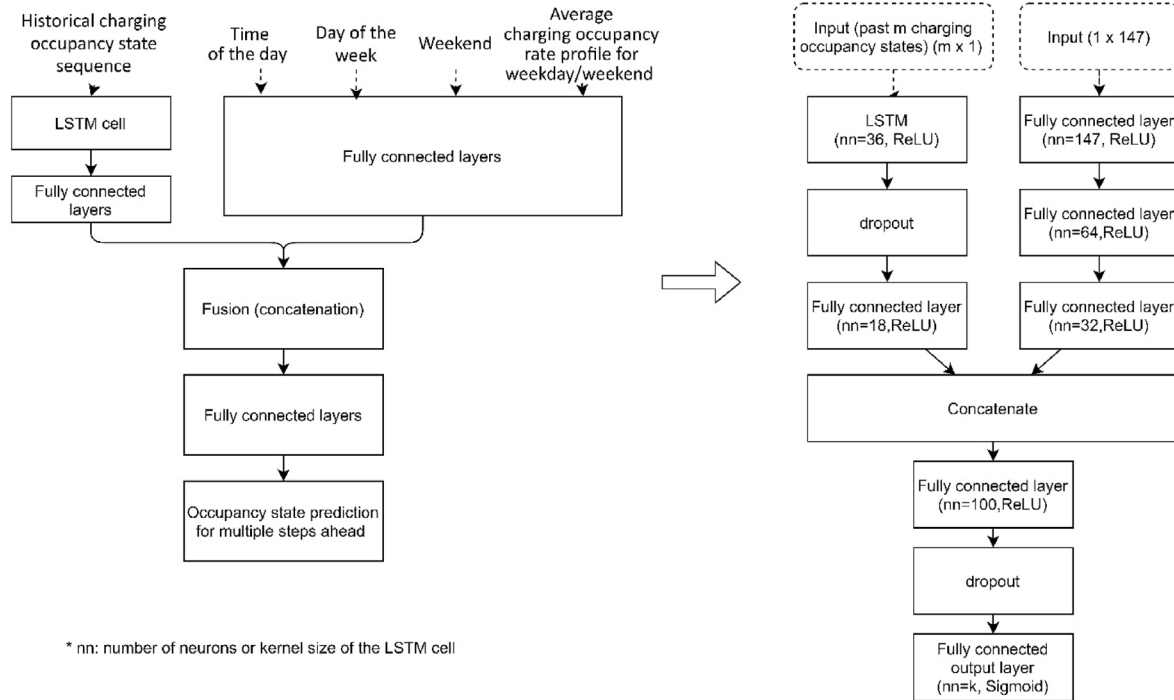 Historical charging
occupancy state
sequence
Time
of the day
Day of the
week
Weekend
Average
charging occupancy
rate profile for
weekday/weekend
LSTM cell
Fully connected
layers
Fully connected layers
Fusion (concatenation)
Fully connected layers
Occupancy state prediction
for multiple steps ahead
* nn: number of neurons or kernel size of the LSTM cell
Input (past m charging
occupancy states) (m x 1)
Input (1 x 147)
LSTM
(nn=36, ReLU)
Fully connected layer
(nn=147, ReLU)
dropout
Fully connected layer
(nn=64,ReLU)
Fully connected layer
(nn=18,ReLU)
Fully connected layer
(nn=32,ReLU)
Concatenate
Fully connected layer
(nn=100,ReLU)
dropout
Fully connected
output layer
(nn=k, Sigmoid)